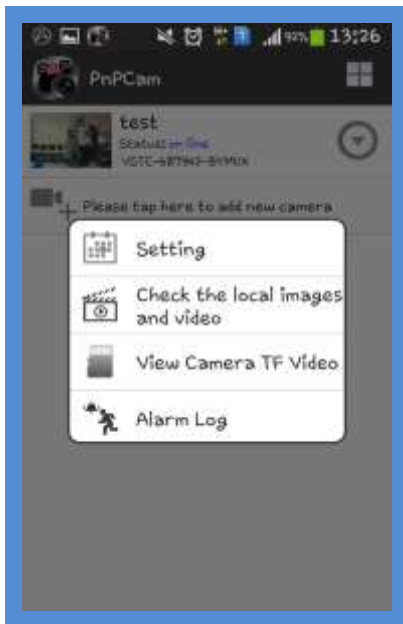 92% 13:26
PnPCam
test
Status: on line
Please tap here to add new camera
Setting
Check the local images
and video
View Camera TF Video
Alarm Log